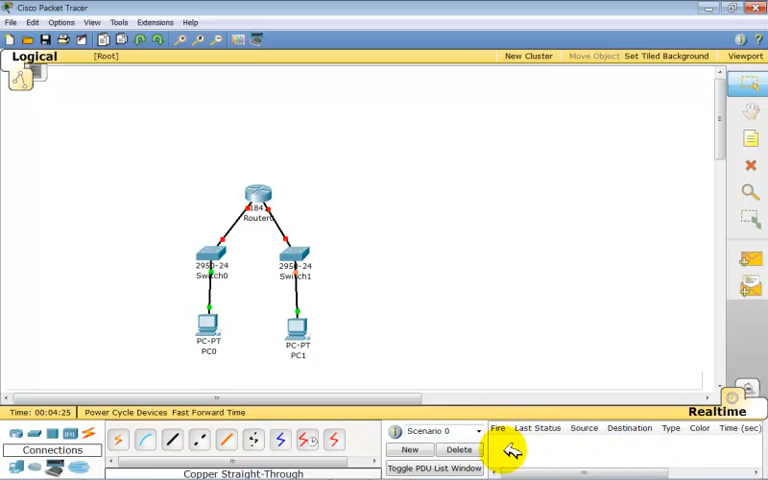 Cisco Packet Tracer
File Edit Options View Tools Extensions Help
Logical [Root] New Cluster Move Object Set Tiled Background Viewport
184
Router
2950-24
Switch0
2950-24
Switch1
PC-PT
PC0
PC-PT
PC1
Time: 00:04:25 Power Cycle Devices Fast Forward Time Realtime
Connections
Copper Straight-Through
Scenario 0
New Delete
Toggle PDU List Window
Fire Last Status Source Destination Type Color Time (sec)